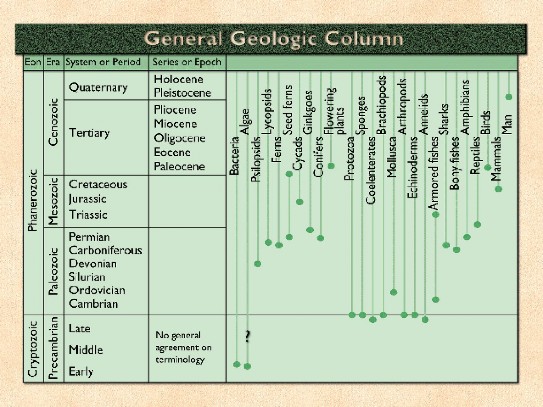 General Geologic Column
Eon Era System or Period Series or Epoch
Phanerozoic
Cryptozoic
Cenozoic
Mesozoic
Paleozoic
Precambrian
Quaternary
Tertiary
Cretaceous
Jurassic
Triassic
Permian
Carboniferous
Devonian
Silurian
Ordovician
Cambrian
Late
Middle
Early
Holocene
Pleistocene
Pliocene
Miocene
Oligocene
Eocene
Paleocene
No general
agreement on
terminology
Bacteria
Algae
Psilopsids
Lycopsids
Ferns
Seed ferns
Cycads
Ginkgoes
Conifers
Flowering
plants
Protozoa
Sponges
Coelenterates
Brachiopods
Mollusca
Arthropods
Echinoderms
Annelids
Armored fishes
Sharks
Bony fishes
Amphibians
Reptiles
Birds
Mammals
Man
?